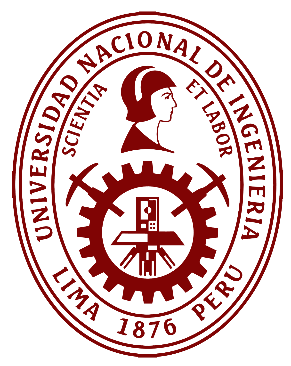 UNIVERSIDAD NACIONAL DE INGENIERIA
SCIENTIA ET LABOR
LIMA 1876 PERU